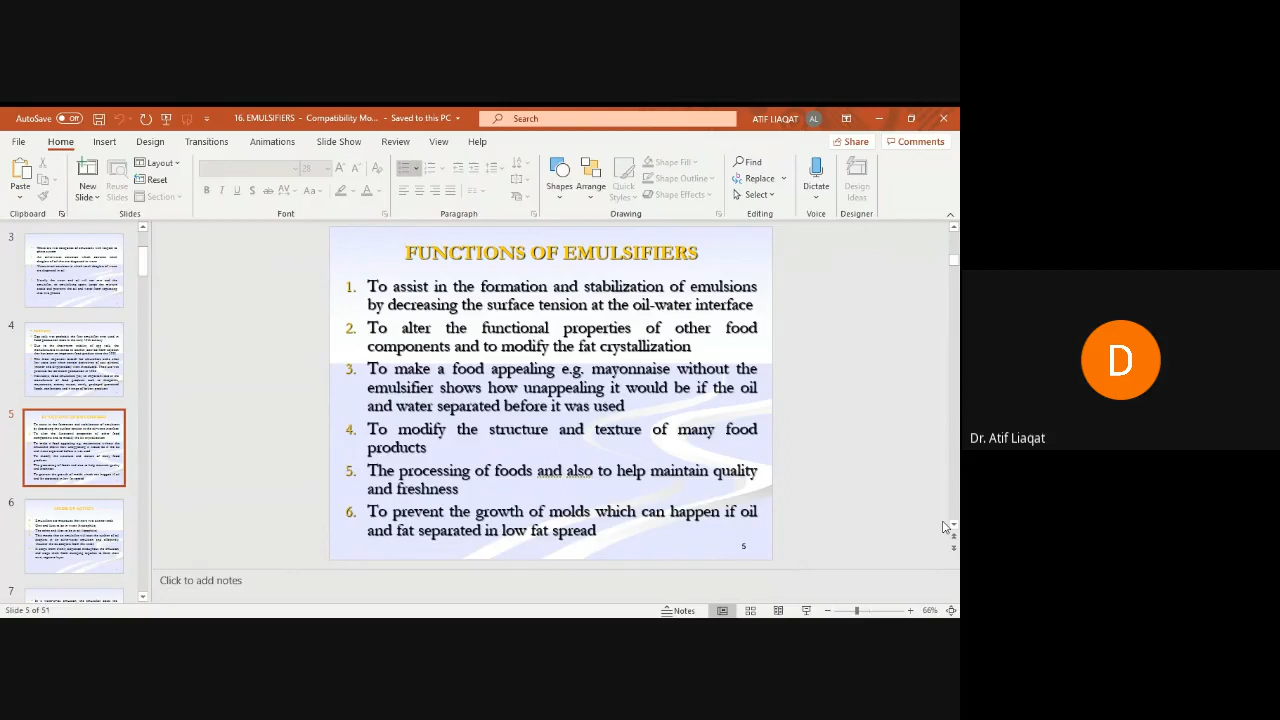 AutoSave Off
16. EMULSIFIERS - Compatibility Mo... - Saved to this PC
Search
ATIF LIAQAT AL
File Home Insert Design Transitions Animations Slide Show Review View Help
Share Comments
Paste
New Slide
Reuse Slides
Layout
Reset
Section
28
Shapes Arrange Quick Styles
Shape Fill
Shape Outline
Shape Effects
Find
Replace
Select
Dictate
Design Ideas
Clipboard Slides Font Paragraph Drawing Editing Voice Designer
3
4
5
6
7
FUNCTIONS OF EMULSIFIERS
1. To assist in the formation and stabilization of emulsions
by decreasing the surface tension at the oil-water interface
2. To alter the functional properties of other food
components and to modify the fat crystallization
3. To make a food appealing e.g. mayonnaise without the
emulsifier shows how unappealing it would be if the oil
and water separated before it was used
4. To modify the structure and texture of many food
products
5. The processing of foods and also to help maintain quality
and freshness
6. To prevent the growth of molds which can happen if oil
and fat separated in low fat spread
5
Click to add notes
Slide 5 of 51
Notes
66%
D
Dr. Atif Liaqat